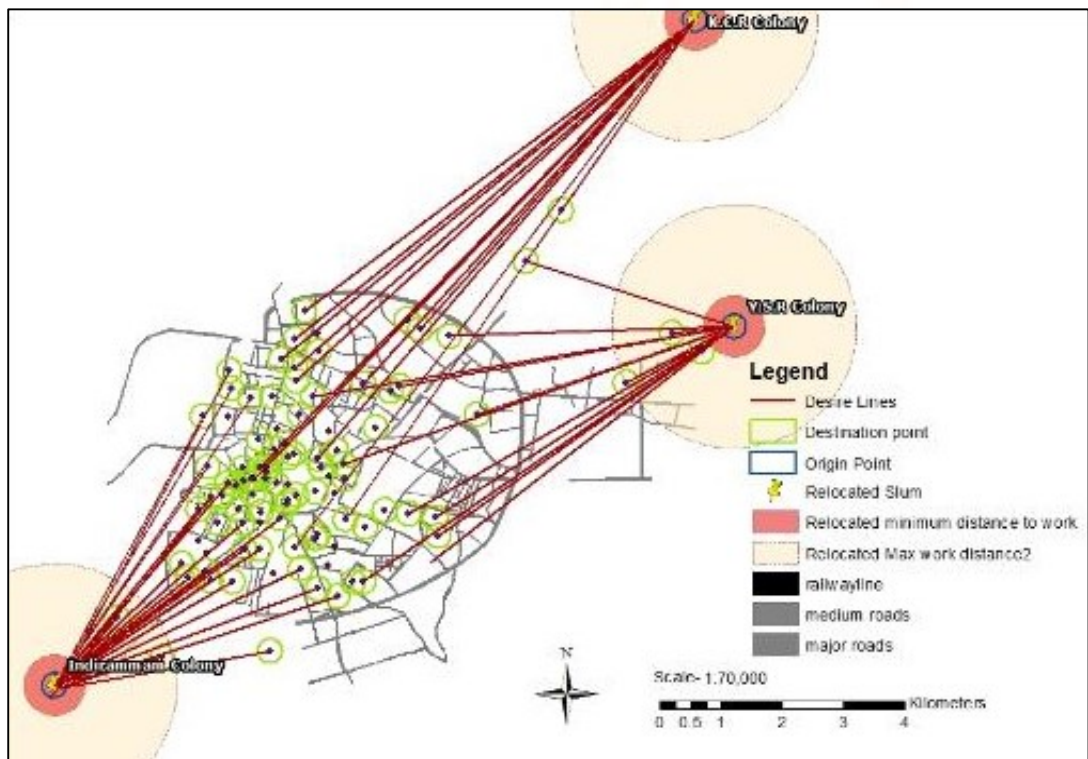 K.C.R Colony
Y.S.R Colony
Legend
Desire Lines
Destination point
Origin Point
Relocated Slum
Relocated minimum distance to work
Relocated Max work distance2
railwayline
medium roads
major roads
Indirammani Colony
N
Scale- 1:70,000
Kilometers
0 0.5 1 2 3 4